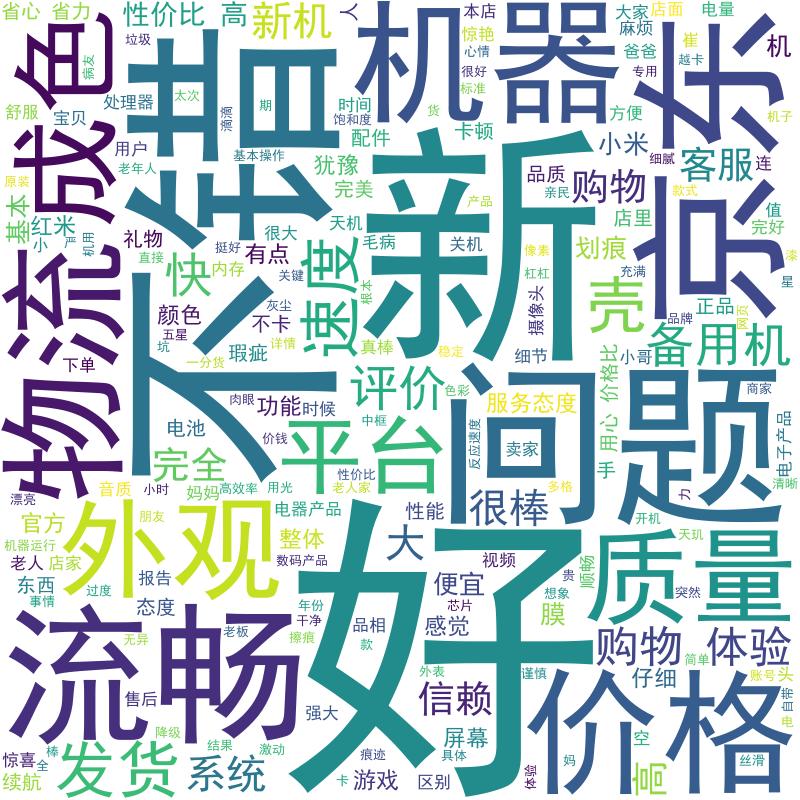 省心
省力
性价比
高
新机
人
本店
惊艳
心情
很好
标准
大家
麻烦
爸爸
店面
电量
崔
越卡
专用
机
机子
垃圾
病友
色
不错
机器
京东
成色
物流
舒服
宝贝
处理器
太次
滴滴
期
时间
饱和度
配件
方便
货
卡顿
小米
客服
细腻
连
用户
老年人
基本操作
犹豫
完美
新
品质
购物
产品
亲民
款式
店里
值
完好
原装
基本
红米
小
严
机用
礼物
直接
挺好
有点
很大
天机
毛病
关机
像素
划痕
漆
星
快
内存
关键
速度
杠杠
充满
摄像头
壳
正品
品牌
网页
颜色
五星
不卡
灰尘
根本
下单
坑
一分货
瑕疵
详情
真棒
稳定
细节
小哥
价格比
备用机
太
评价
色彩
肉眼
功能
时候
中框
问题
服务态度
用心
商家
电池
价钱
平台
反应速度
卖家
手
电子产品
清晰
完全
性价比
漂亮
音质
小时
妈妈
高效率
用光
老人家
很棒
多格
力
官方
朋友
外观
电器产品
性能
开机
天玑
机器运行
整体
大
质量
老人
店家
数码产品
视频
顺畅
东西
事情
过度
报告
便宜
贵
想象
突然
态度
年份
干净
好
芯片
膜
流畅
无异
老板
擦痕
品相
款
感觉
购物
体验
外表
谨慎
仔细
简单
账号
头
售后
强大
信赖
价格
自带
电
降级
屏幕
空
惊喜
全
棒
结果
激动
痕迹
具体
妈
丝滑
续航
发货
系统
卡
游戏
区别
体验
高